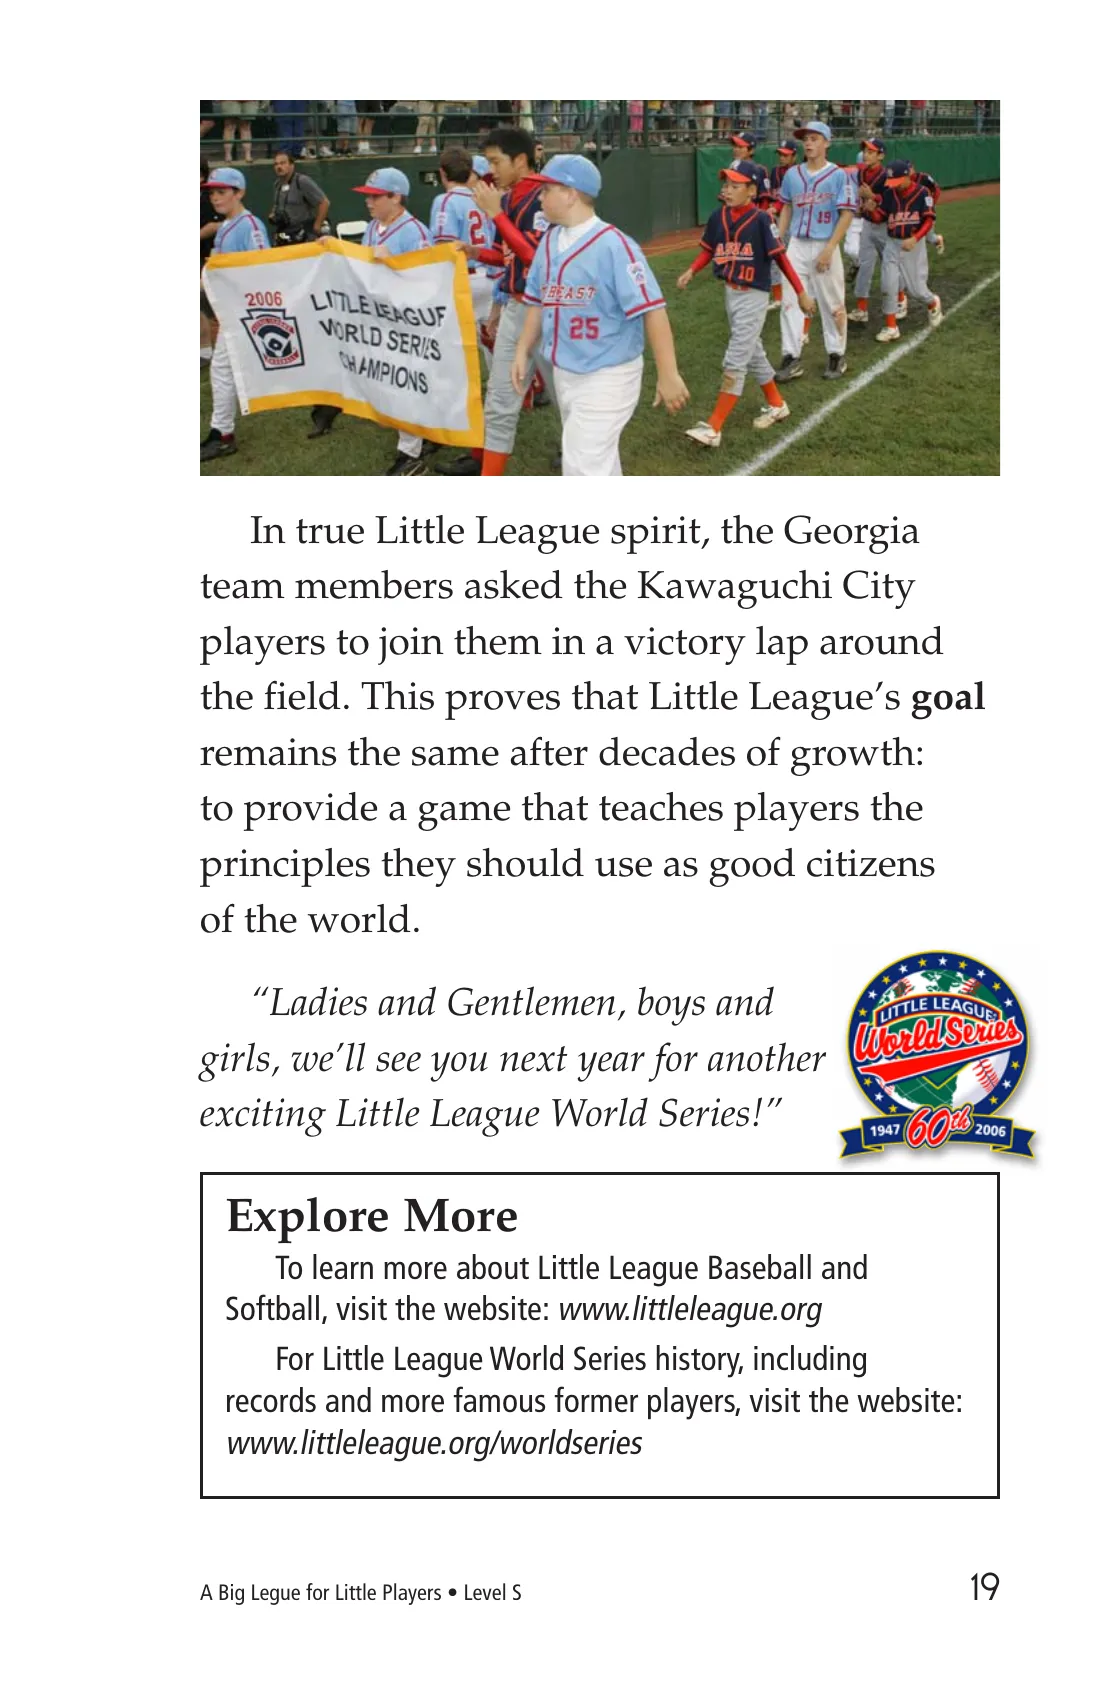 2006
LITTLE LEAGUE
WORLD SERIES
CHAMPIONS
2
25
ASIA
10
19
ASIA
In true Little League spirit, the Georgia
team members asked the Kawaguchi City
players to join them in a victory lap around
the field. This proves that Little League’s goal
remains the same after decades of growth:
to provide a game that teaches players the
principles they should use as good citizens
of the world.
“Ladies and Gentlemen, boys and
girls, we’ll see you next year for another
exciting Little League World Series!”
LITTLE LEAGUE
World Series
1947 60th 2006
Explore More
To learn more about Little League Baseball and
Softball, visit the website: www.littleleague.org
For Little League World Series history, including
records and more famous former players, visit the website:
www.littleleague.org/worldseries
A Big Legue for Little Players • Level S
19